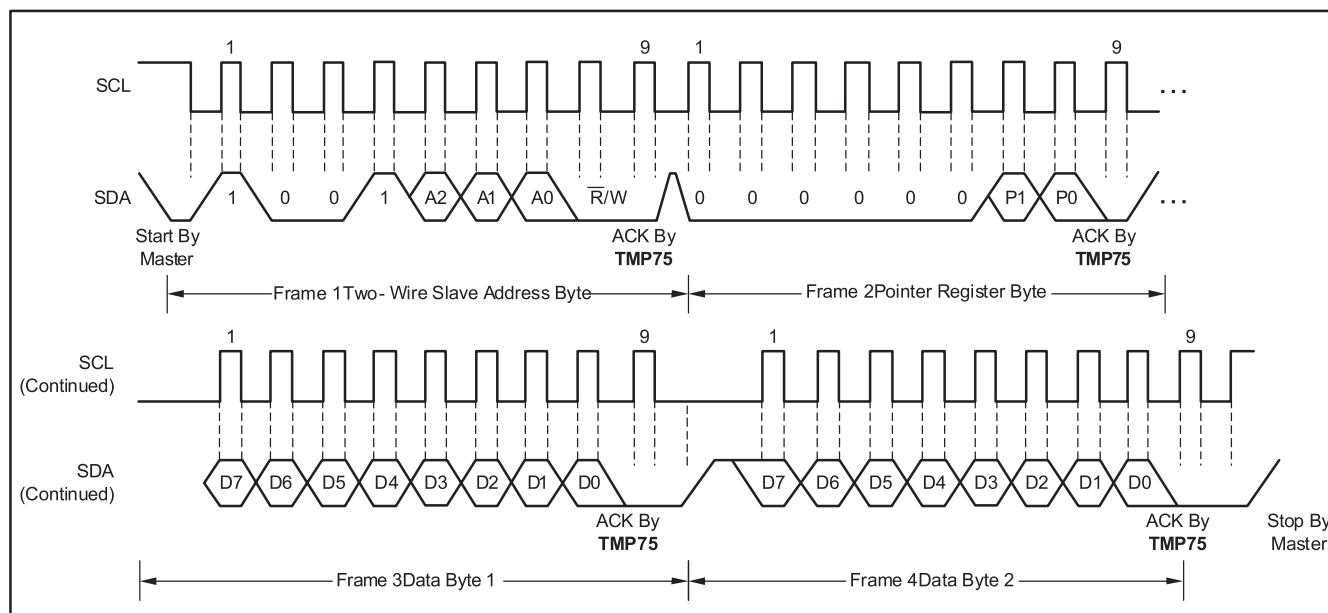 1 9 1 9
SCL ...
SDA 1 0 0 1 A2 A1 A0 R̅/W 0 0 0 0 0 0 P1 P0 ...
Start By
Master
ACK By
TMP75
ACK By
TMP75
Frame 1Two- Wire Slave Address Byte
Frame 2Pointer Register Byte
1 9 1 9
SCL
(Continued)
SDA
(Continued)
D7 D6 D5 D4 D3 D2 D1 D0 D7 D6 D5 D4 D3 D2 D1 D0
ACK By
TMP75
ACK By
TMP75
Stop By
Master
Frame 3Data Byte 1
Frame 4Data Byte 2